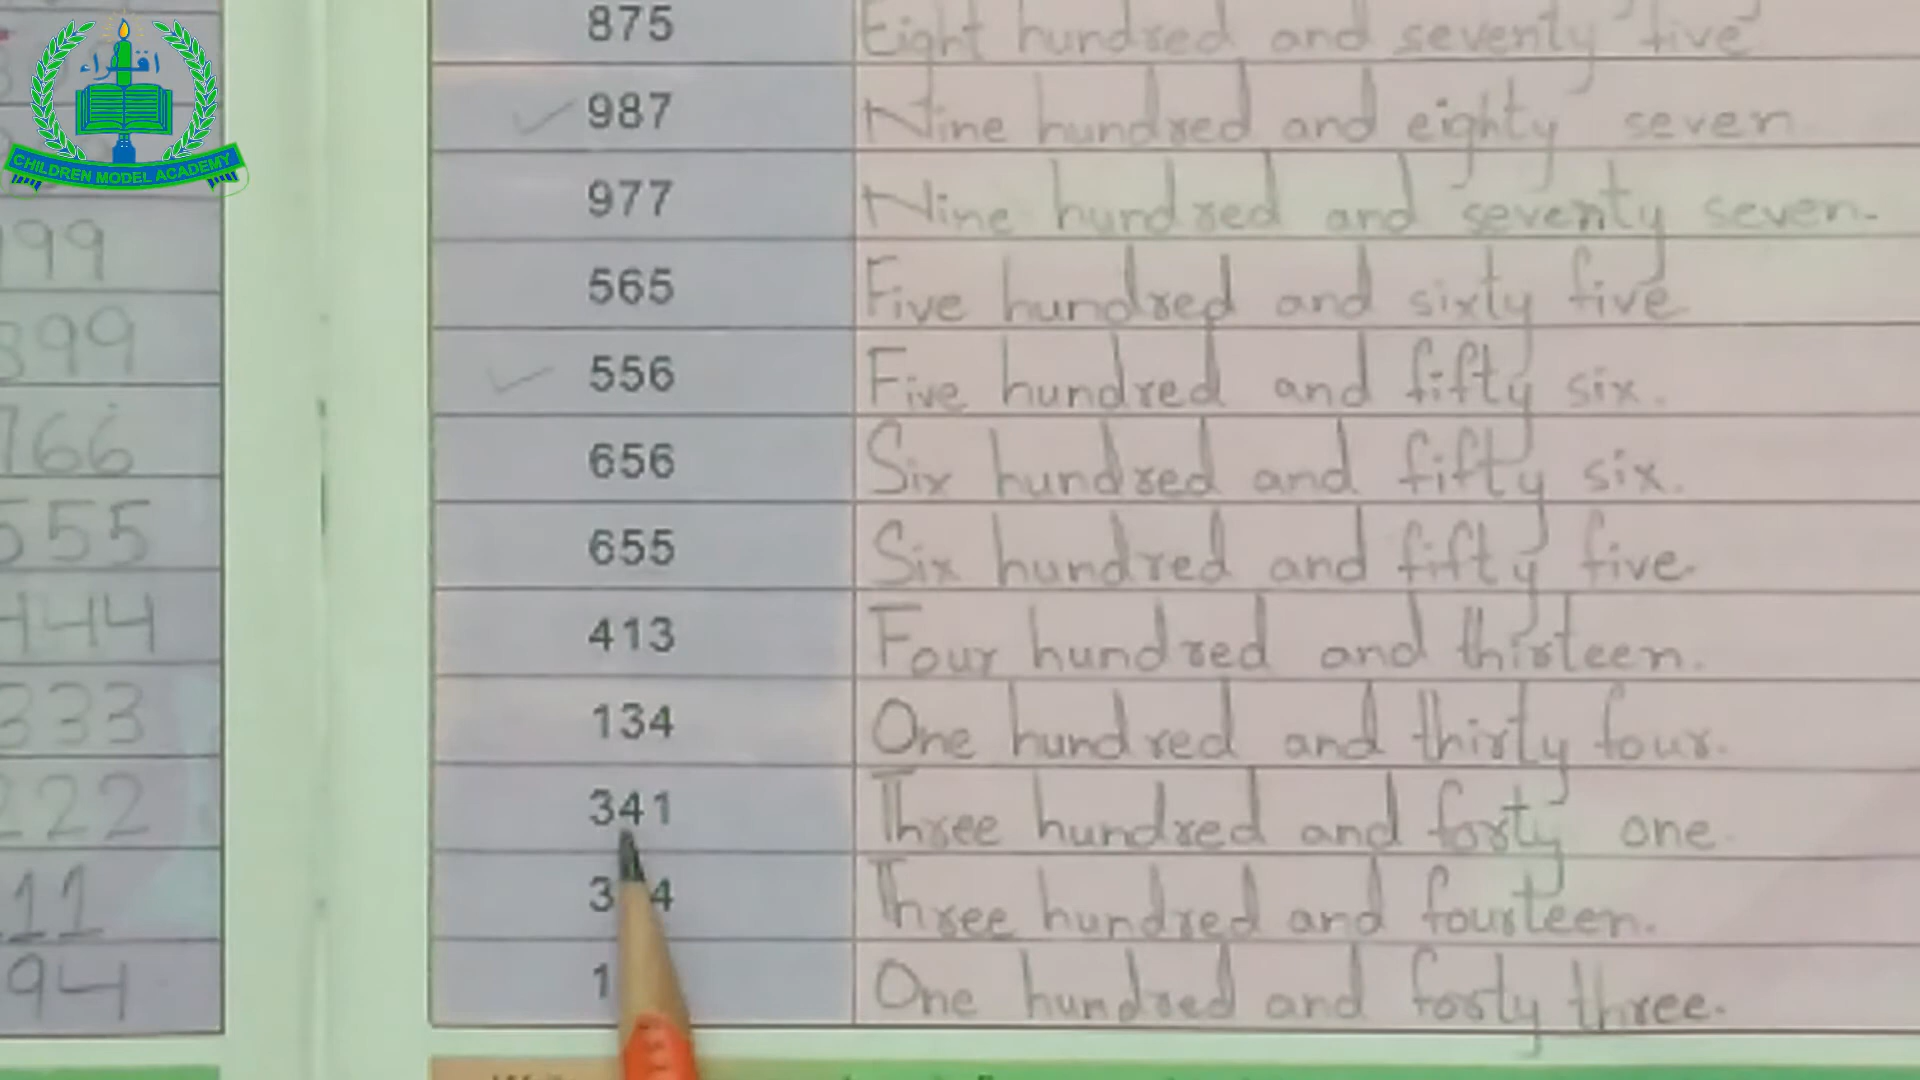 اقراء
CHILDREN MODEL ACADEMY
99
899
766
555
444
333
222
11
94
875 Eight hundred and seventy five
987 Nine hundred and eighty seven
977 Nine hundred and seventy seven.
565 Five hundred and sixty five
556 Five hundred and fifty six.
656 Six hundred and fifty six.
655 Six hundred and fifty five.
413 Four hundred and thirteen.
134 One hundred and thirty four.
341 Three hundred and forty one.
Three hundred and fourteen.
One hundred and forty three.